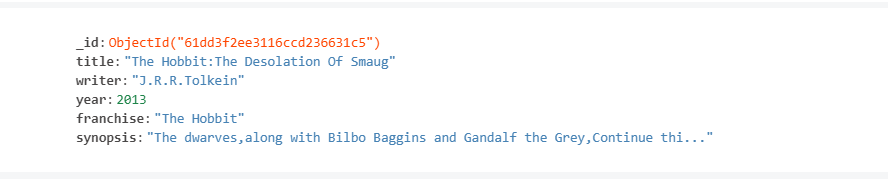 _id: ObjectId("61dd3f2ee3116ccd236631c5")
title: "The Hobbit:The Desolation Of Smaug"
writer: "J.R.R.Tolkein"
year: 2013
franchise: "The Hobbit"
synopsis: "The dwarves,along with Bilbo Baggins and Gandalf the Grey,Continue thi..."